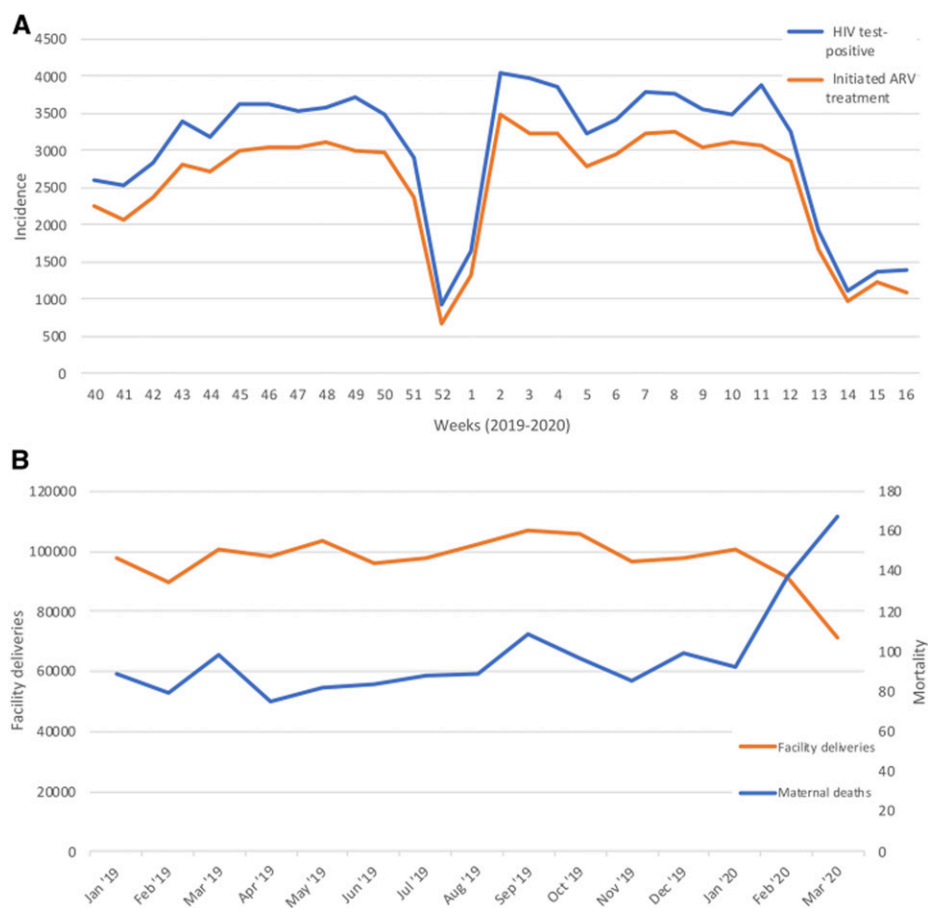 A
4500
4000
3500
3000
2500
2000
1500
1000
500
0
Incidence
HIV test-
positive
Initiated ARV
treatment
40 41 42 43 44 45 46 47 48 49 50 51 52 1 2 3 4 5 6 7 8 9 10 11 12 13 14 15 16
Weeks (2019-2020)
B
120000
100000
80000
60000
40000
20000
0
Facility deliveries
180
160
140
120
100
80
60
40
20
0
Mortality
Facility deliveries
Maternal deaths
Jan '19 Feb '19 Mar '19 Apr '19 May '19 Jun '19 Jul '19 Aug '19 Sep '19 Oct '19 Nov '19 Dec '19 Jan '20 Feb '20 Mar '20